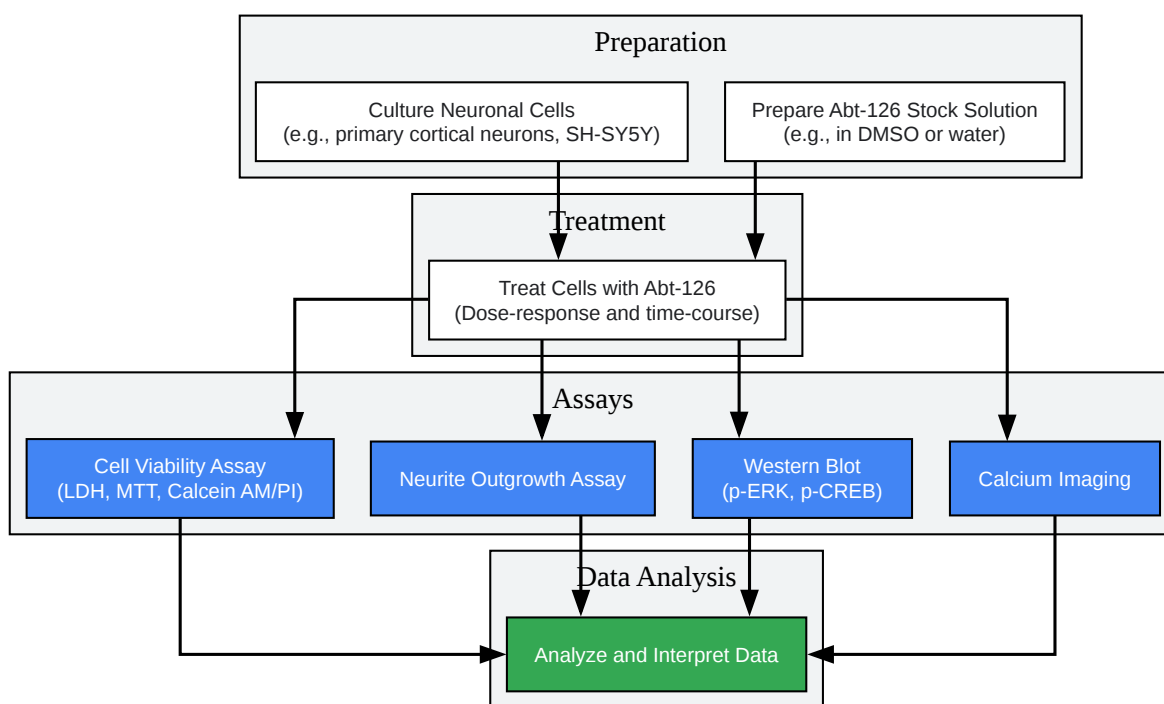 Preparation
Culture Neuronal Cells
(e.g., primary cortical neurons, SH-SY5Y)
Prepare Abt-126 Stock Solution
(e.g., in DMSO or water)
Treatment
Treat Cells with Abt-126
(Dose-response and time-course)
Assays
Cell Viability Assay
(LDH, MTT, Calcein AM/PI)
Neurite Outgrowth Assay
Western Blot
(p-ERK, p-CREB)
Calcium Imaging
Data Analysis
Analyze and Interpret Data